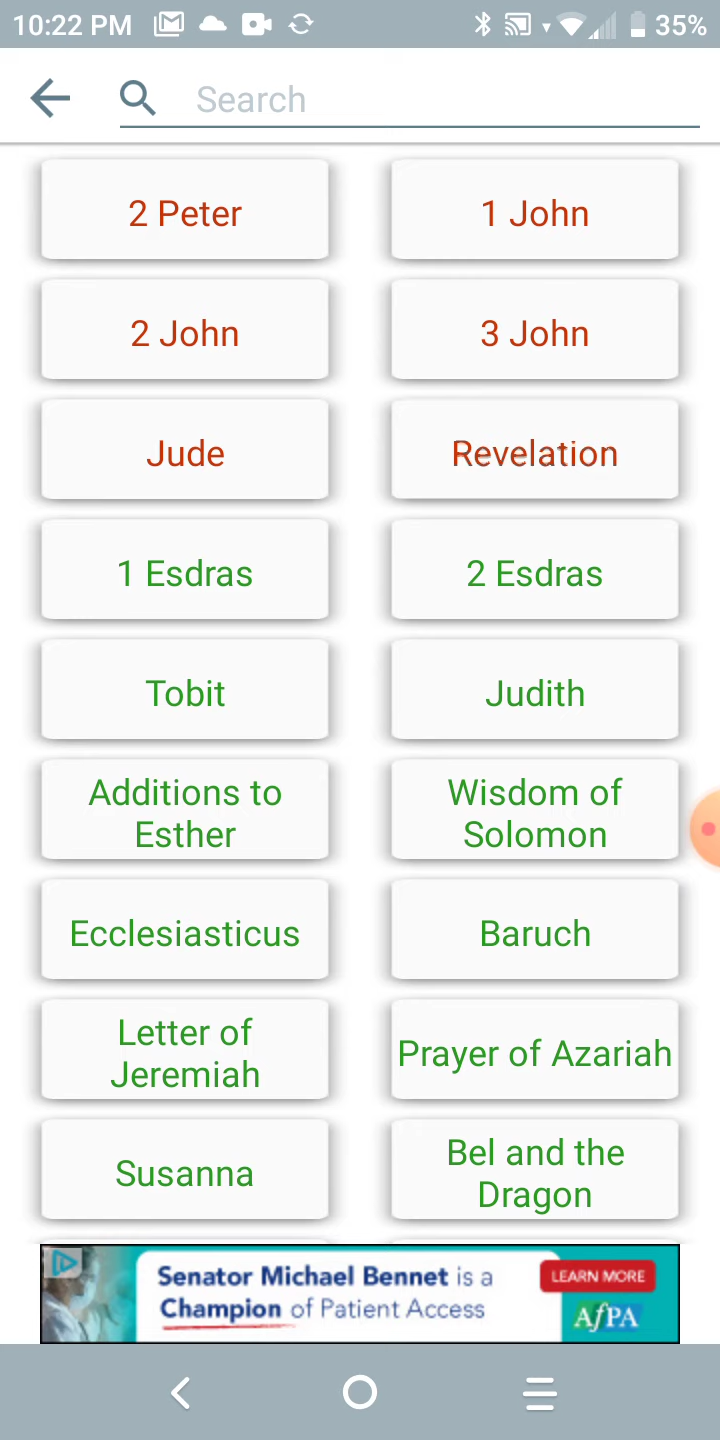 10:22 PM 35%
Search
2 Peter 1 John
2 John 3 John
Jude Revelation
1 Esdras 2 Esdras
Tobit Judith
Additions to
Esther
Wisdom of
Solomon
Ecclesiasticus Baruch
Letter of
Jeremiah
Prayer of Azariah
Susanna
Bel and the
Dragon
Senator Michael Bennet is a
Champion of Patient Access
LEARN MORE
AfPA